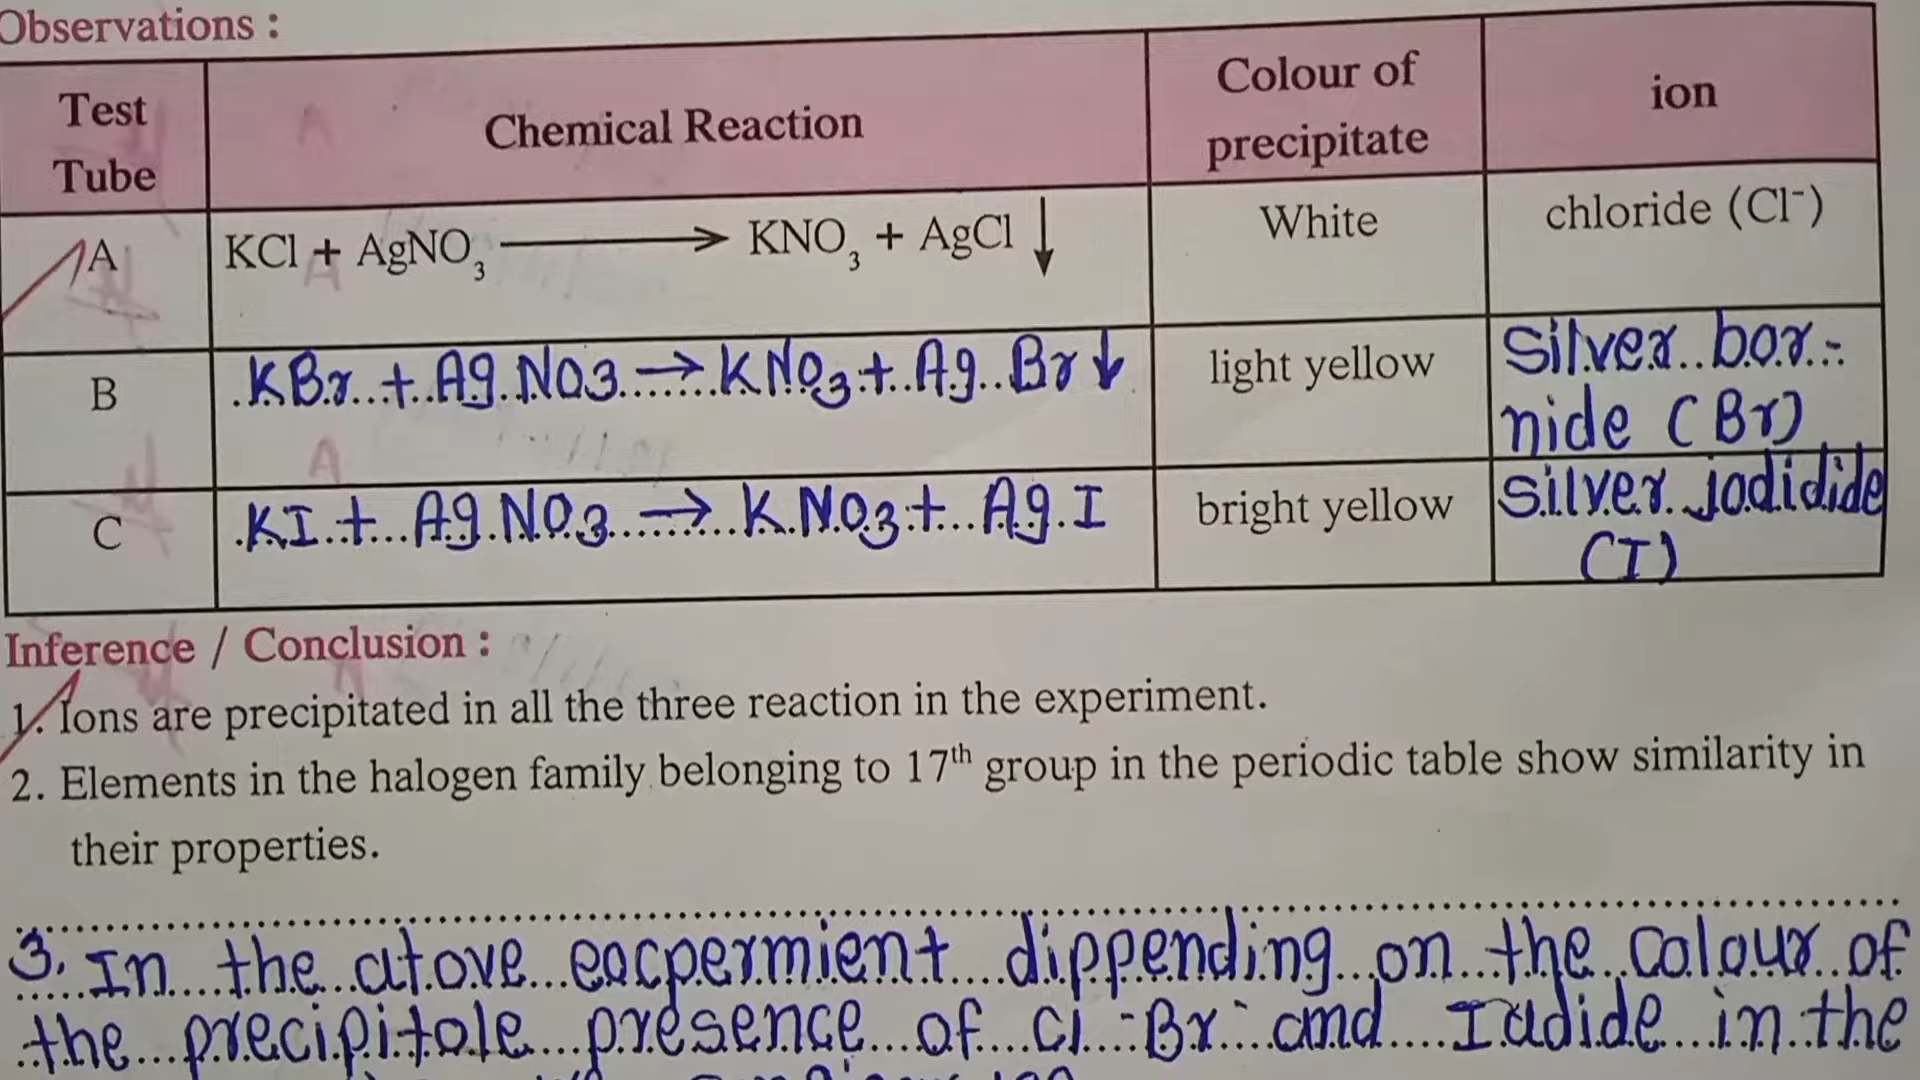 Observations :
Test Tube | Chemical Reaction | Colour of precipitate | ion
A | KCl + AgNO₃ ⟶ KNO₃ + AgCl ↓ | White | chloride (Cl⁻)
B | KBr + AgNO3 → KNO₃ + AgBr ↓ | light yellow | Silver bor-nide (Br)
C | KI + AgNO₃ → KNO₃ + AgI | bright yellow | Silver jodidide (I)
Inference / Conclusion :
1. Ions are precipitated in all the three reaction in the experiment.
2. Elements in the halogen family belonging to 17th group in the periodic table show similarity in
their properties.
3. In the atove eacpermient dippending on the colour of
the precipitole presence of Cl - Br - and Iadide in the